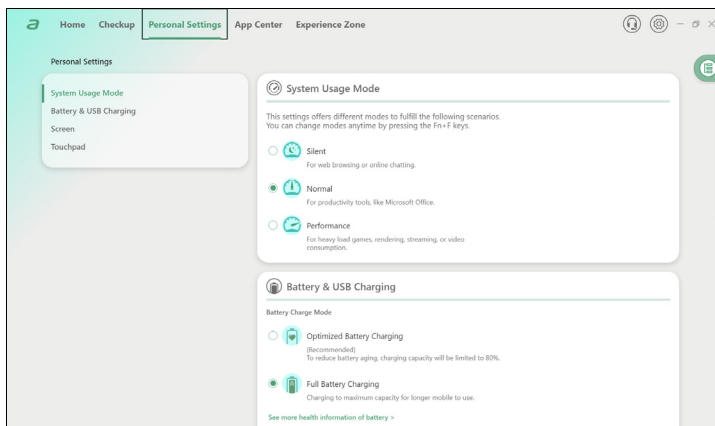 a Home Checkup Personal Settings App Center Experience Zone
Personal Settings
System Usage Mode
Battery & USB Charging
Screen
Touchpad
System Usage Mode
This settings offers different modes to fulfill the following scenarios.
You can change modes anytime by pressing the Fn+F keys.
Silent
For web browsing or online chatting.
Normal
For productivity tools, like Microsoft Office.
Performance
For heavy load games, rendering, streaming, or video
consumption.
Battery & USB Charging
Battery Charge Mode
Optimized Battery Charging
(Recommended)
To reduce battery aging, charging capacity will be limited to 80%.
Full Battery Charging
Charging to maximum capacity for longer mobile to use.
See more health information of battery >